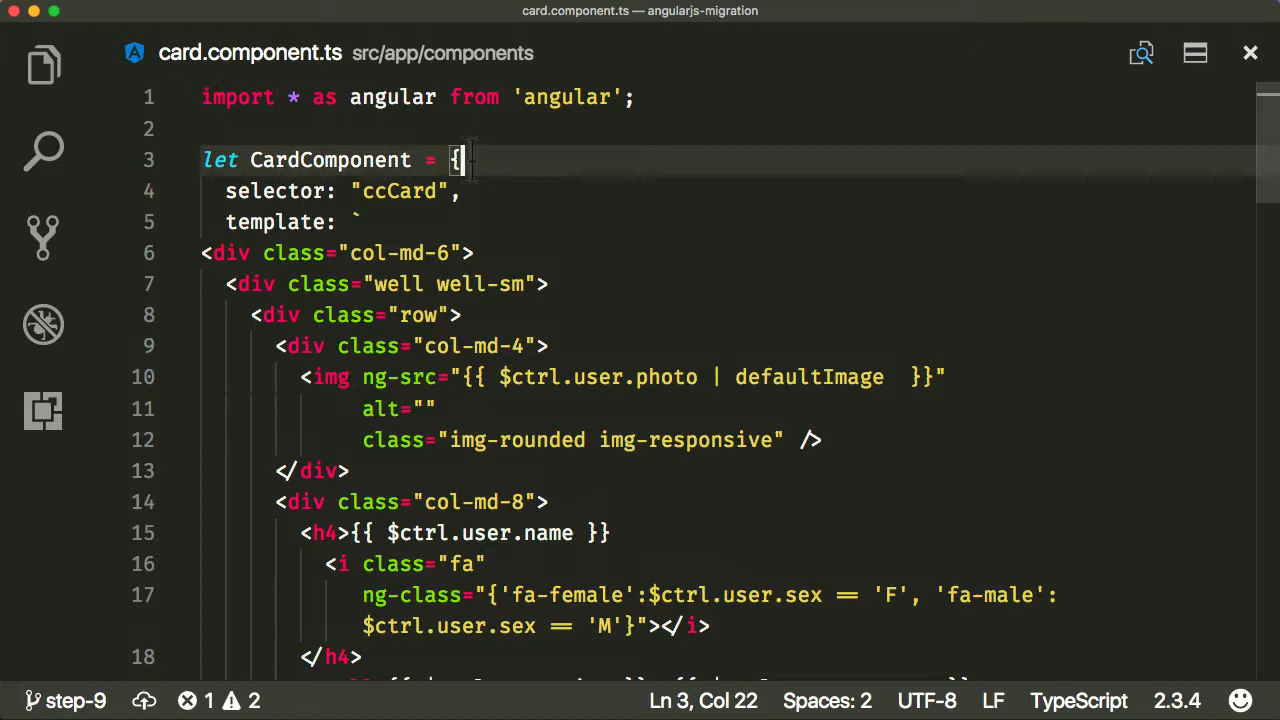 card.component.ts — angularjs-migration
card.component.ts src/app/components
1 import * as angular from 'angular';
2
3 let CardComponent = {
4 selector: "ccCard",
5 template: `
6 <div class="col-md-6">
7 <div class="well well-sm">
8 <div class="row">
9 <div class="col-md-4">
10 <img ng-src="{{ $ctrl.user.photo | defaultImage  }}"
11 alt=""
12 class="img-rounded img-responsive" />
13 </div>
14 <div class="col-md-8">
15 <h4>{{ $ctrl.user.name }}
16 <i class="fa"
17 ng-class="{'fa-female':$ctrl.user.sex == 'F', 'fa-male':
$ctrl.user.sex == 'M'}"></i>
18 </h4>
step-9 1 2 Ln 3, Col 22 Spaces: 2 UTF-8 LF TypeScript 2.3.4